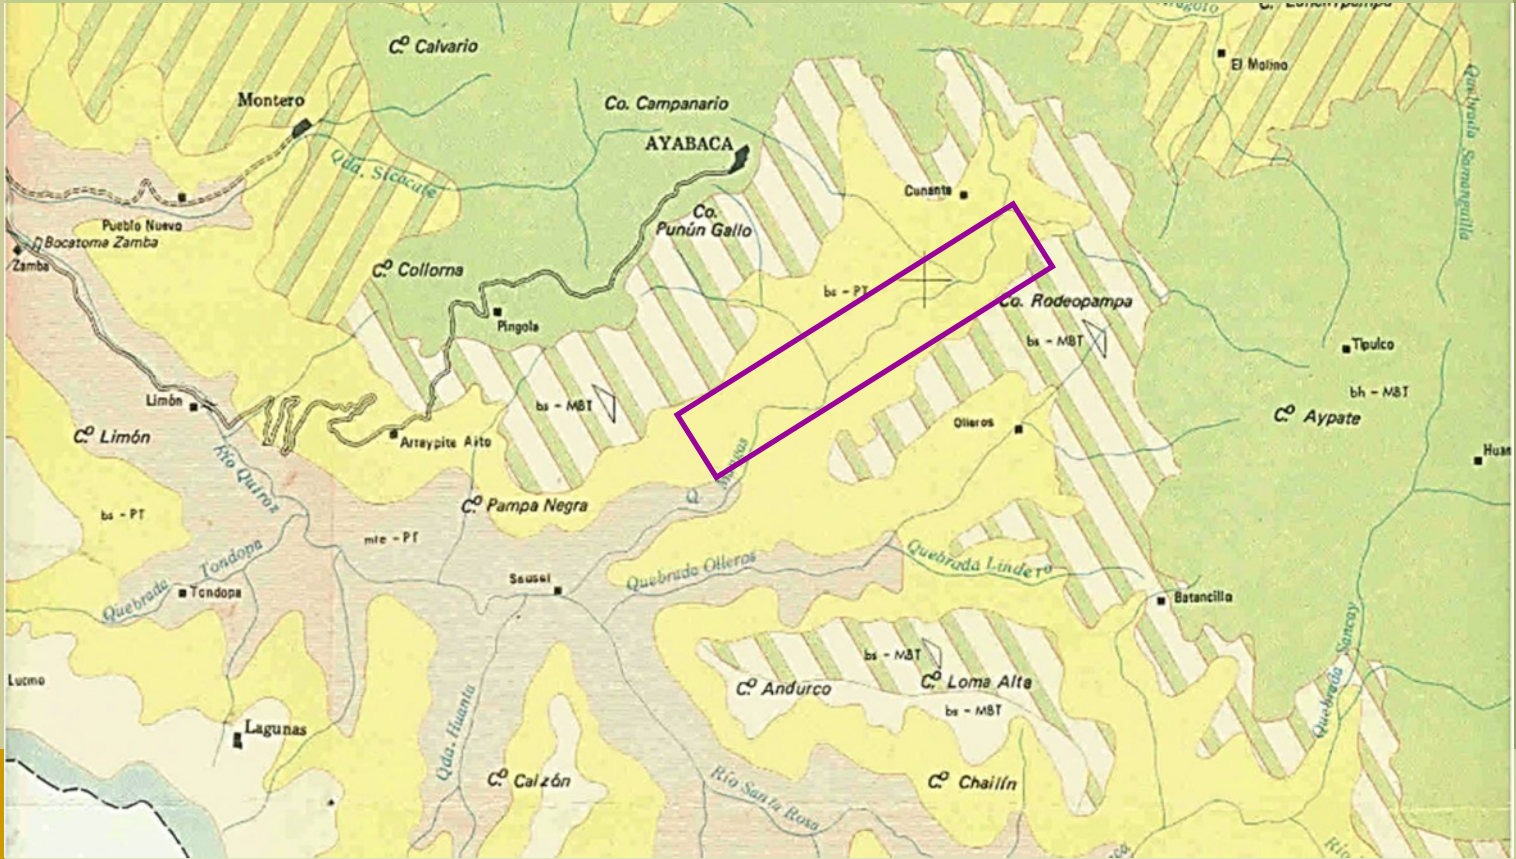 Cº Calvario
El Molino
Montero
Co. Campanario
AYABACA
Quebrada Samanguilla
Qda. Sicacate
Cunante
Co.
Punún Gallo
Pueblo Nuevo
Bocatoma Zamba
Zamba
Cº Collorna
bs - PT
Co. Rodeopampa
Pingola
bs - MBT
Tipulco
bh - MBT
Limón
bs - MBT
Cº Aypate
Cº Limón
Arraypite Alto
Olleros
Río Quiroz
Cº Pampa Negra
Q.
bs - PT
mte - PT
Quebrada Tondopa
Tondopa
Sausal
Quebrada Olleros
Quebrada Lindero
Batancillo
Quebrada Sancay
bs - MBT
Cº Andurco
Cº Loma Alta
bs - MBT
Lucmo
Lagunas
Qda. Huanta
Cº Calzón
Río Santa Rosa
Cº Chailín
Río